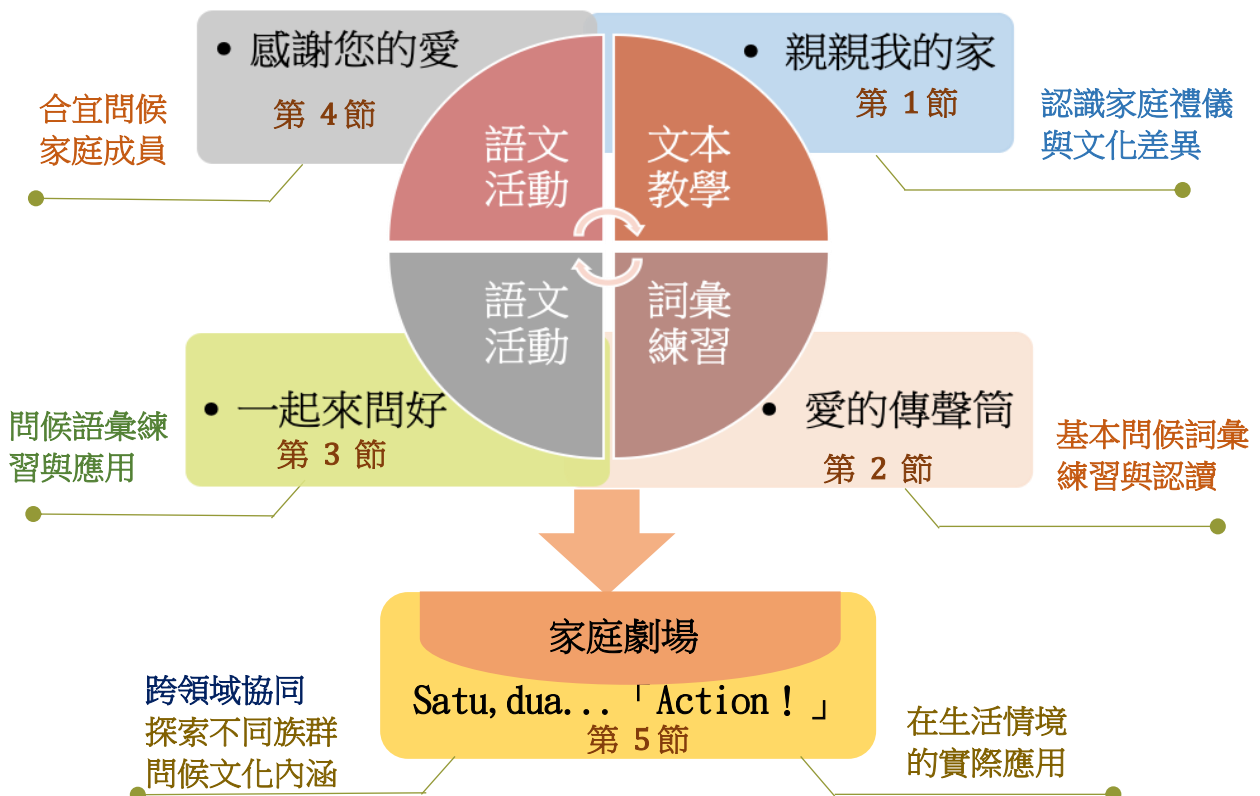 • 感謝您的愛
第 4節
合宜問候
家庭成員
語文
活動
• 親親我的家
第 1節
認識家庭禮儀
與文化差異
文本
教學
詞彙
練習
• 愛的傳聲筒
第 2 節
基本問候詞彙
練習與認讀
語文
活動
• 一起來問好
第 3 節
問候語彙練
習與應用
家庭劇場
Satu,dua...「Action！」
第 5節
跨領域協同
探索不同族群
問候文化內涵
在生活情境
的實際應用